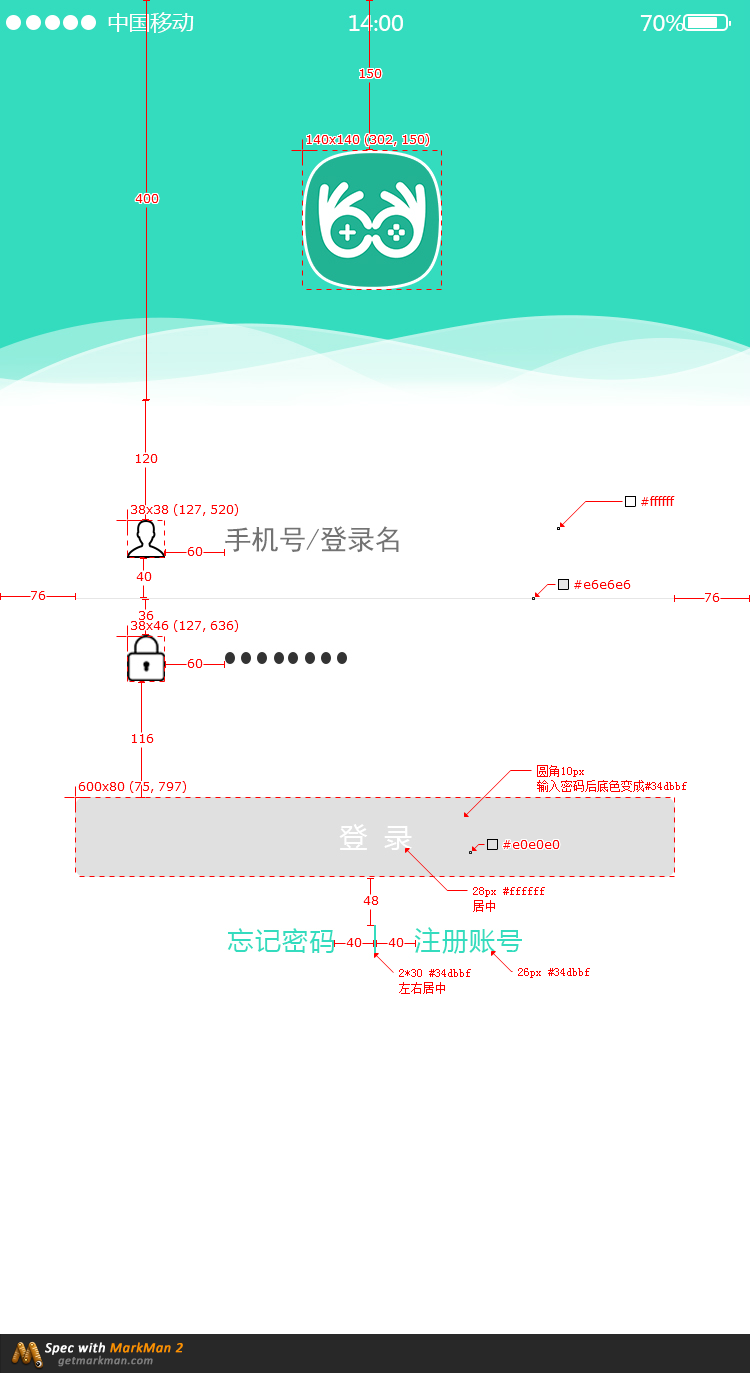 中国移动 14:00 70%
150
140x140 (302, 150)
400
120
38x38 (127, 520)
#ffffff
手机号/登录名
60
40
#e6e6e6
76
76
36
38x46 (127, 636)
60
116
圆角10px
输入密码后底色变成#34dbbf
600x80 (75, 797)
登 录
#e0e0e0
28px #ffffff
居中
48
忘记密码
40
40
注册账号
2*30 #34dbbf
左右居中
26px #34dbbf
Spec with MarkMan 2
getmarkman.com